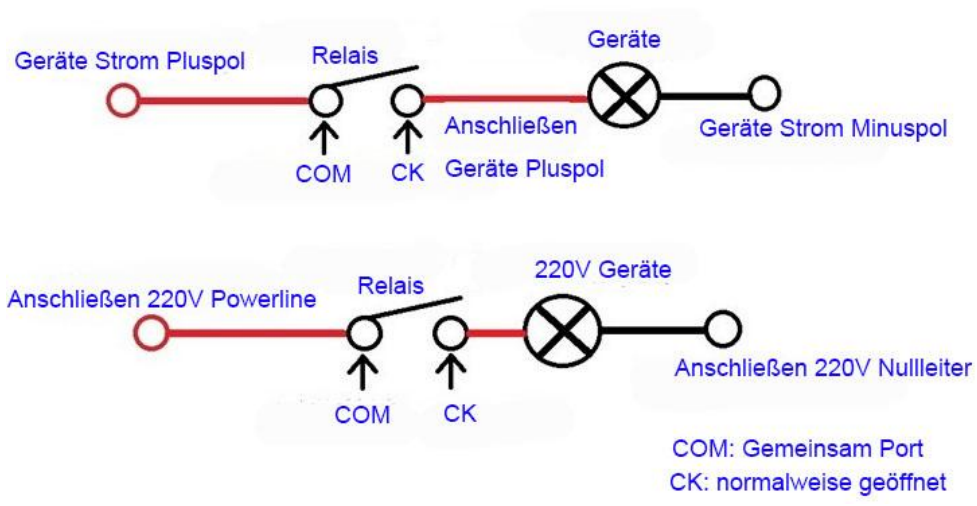 Geräte Strom Pluspol
Relais
Geräte
COM
CK
Anschließen
Geräte Pluspol
Geräte Strom Minuspol
Anschließen 220V Powerline
Relais
220V Geräte
COM
CK
Anschließen 220V Nullleiter
COM: Gemeinsam Port
CK: normalweise geöffnet